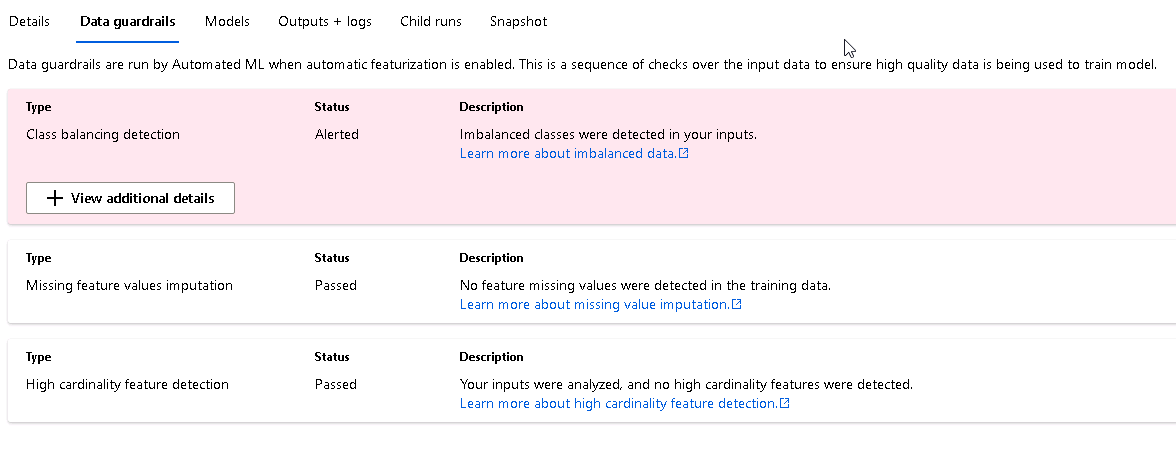 Details Data guardrails Models Outputs + logs Child runs Snapshot
Data guardrails are run by Automated ML when automatic featurization is enabled. This is a sequence of checks over the input data to ensure high quality data is being used to train model.
Type Status Description
Class balancing detection Alerted Imbalanced classes were detected in your inputs.
Learn more about imbalanced data.
+ View additional details
Type Status Description
Missing feature values imputation Passed No feature missing values were detected in the training data.
Learn more about missing value imputation.
Type Status Description
High cardinality feature detection Passed Your inputs were analyzed, and no high cardinality features were detected.
Learn more about high cardinality feature detection.